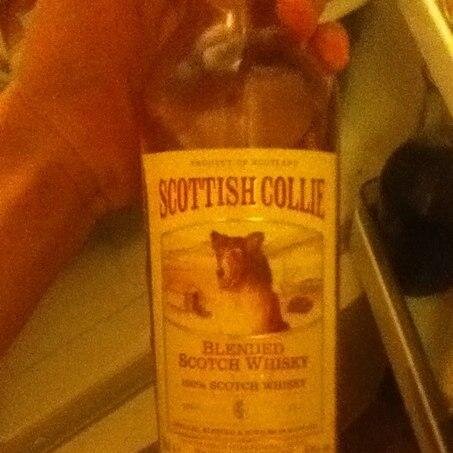 PRODUCT OF SCOTLAND
SCOTTISH COLLIE
BLENDED
SCOTCH WHISKY
100% SCOTCH WHISKY